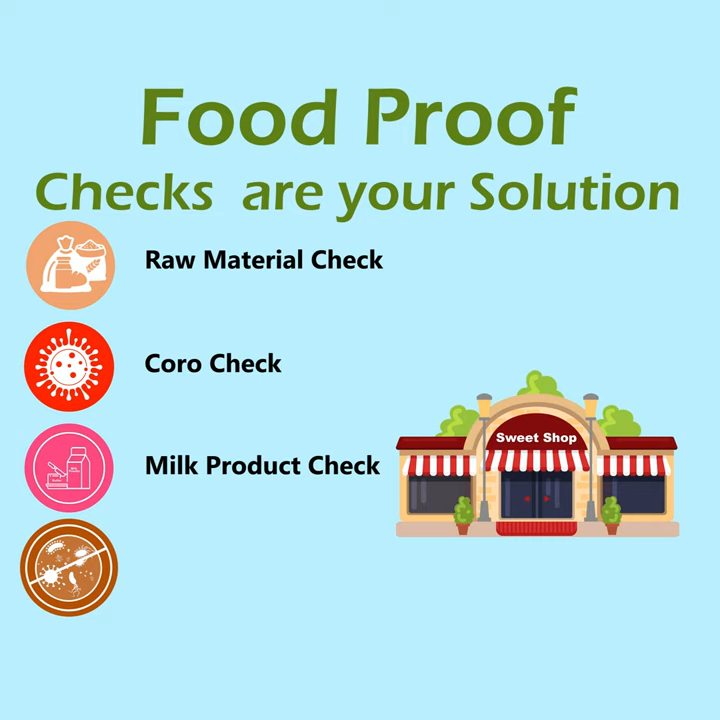 Food Proof
Checks are your Solution
Raw Material Check
Coro Check
Sweet Shop
Milk Product Check